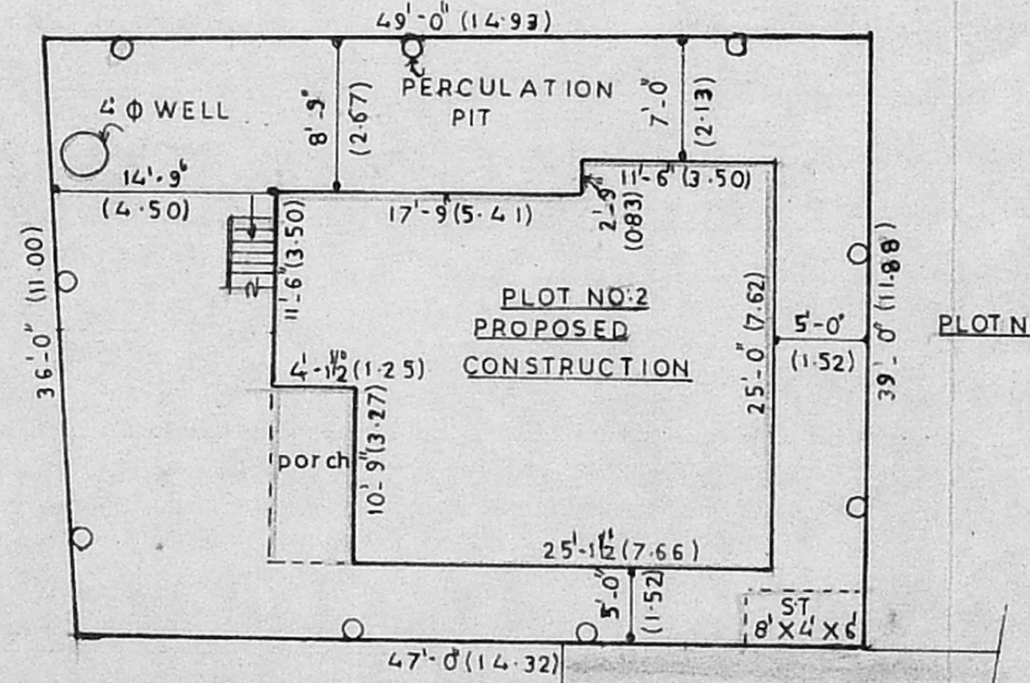 49'-0" (14.93)
4' Φ WELL
8'-9"
(2.67)
PERCULATION
PIT
7'-0"
(2.13)
14'-9"
(4.50)
17'-9 (5.41)
11'-6" (3.50)
2'-9"
(0.83)
36'-0" (11.00)
11'-6" (3.50)
PLOT NO:2
PROPOSED
CONSTRUCTION
25'-0" (7.62)
5'-0"
(1.52)
39'-0" (11.88)
PLOT N
4'-1½" (1.25)
porch
10'-9" (3.27)
25'-1½" (7.66)
5'-0"
(1.52)
S.T
8' X 4' X 6'
47'-0" (14.32)